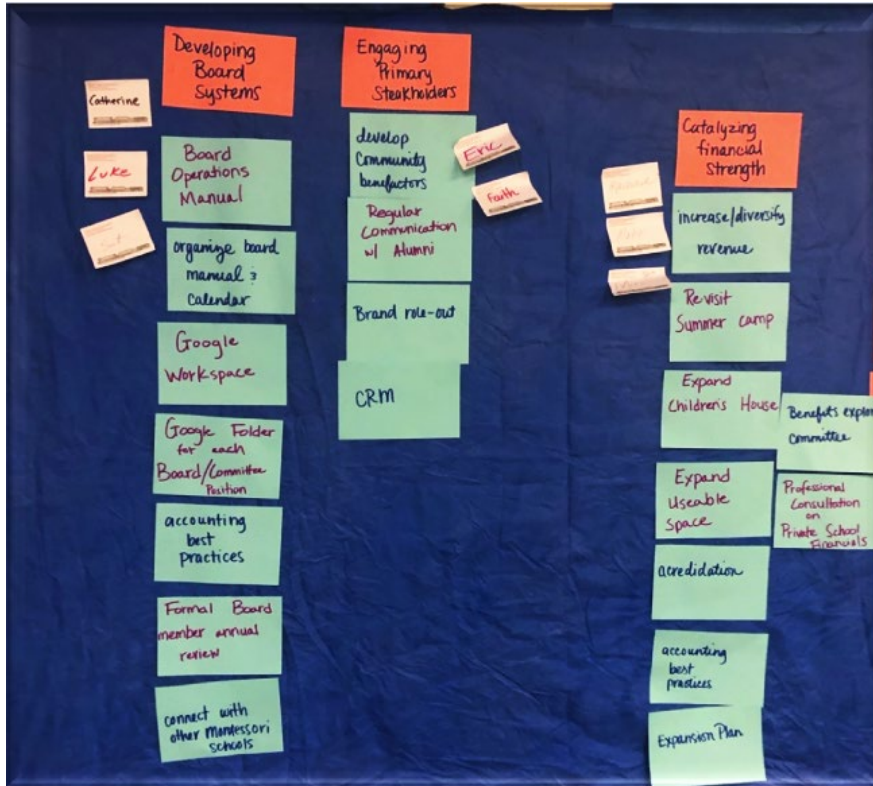 Developing
Board
Systems
Catherine
Luke
Board
Operations
Manual
organize board
manual &
calendar
Google
Workspace
Google Folder
for each
Board/Committee
Position
accounting
best
practices
Formal Board
member annual
review
connect with
other Montessori
schools
Engaging
Primary
Steakholders
develop
community
benefactors
Eric
Faith
Regular
Communication
w/ Alumni
Brand role-out
CRM
Catalyzing
financial
Strength
increase/diversify
revenue
Re visit
Summer camp
Expand
Children's House
Expand
Useable
Space
acredidation
accounting
best
practices
Expansion Plan
Benefits explor
committee
Professional
Consultation
on
Private School
Financials